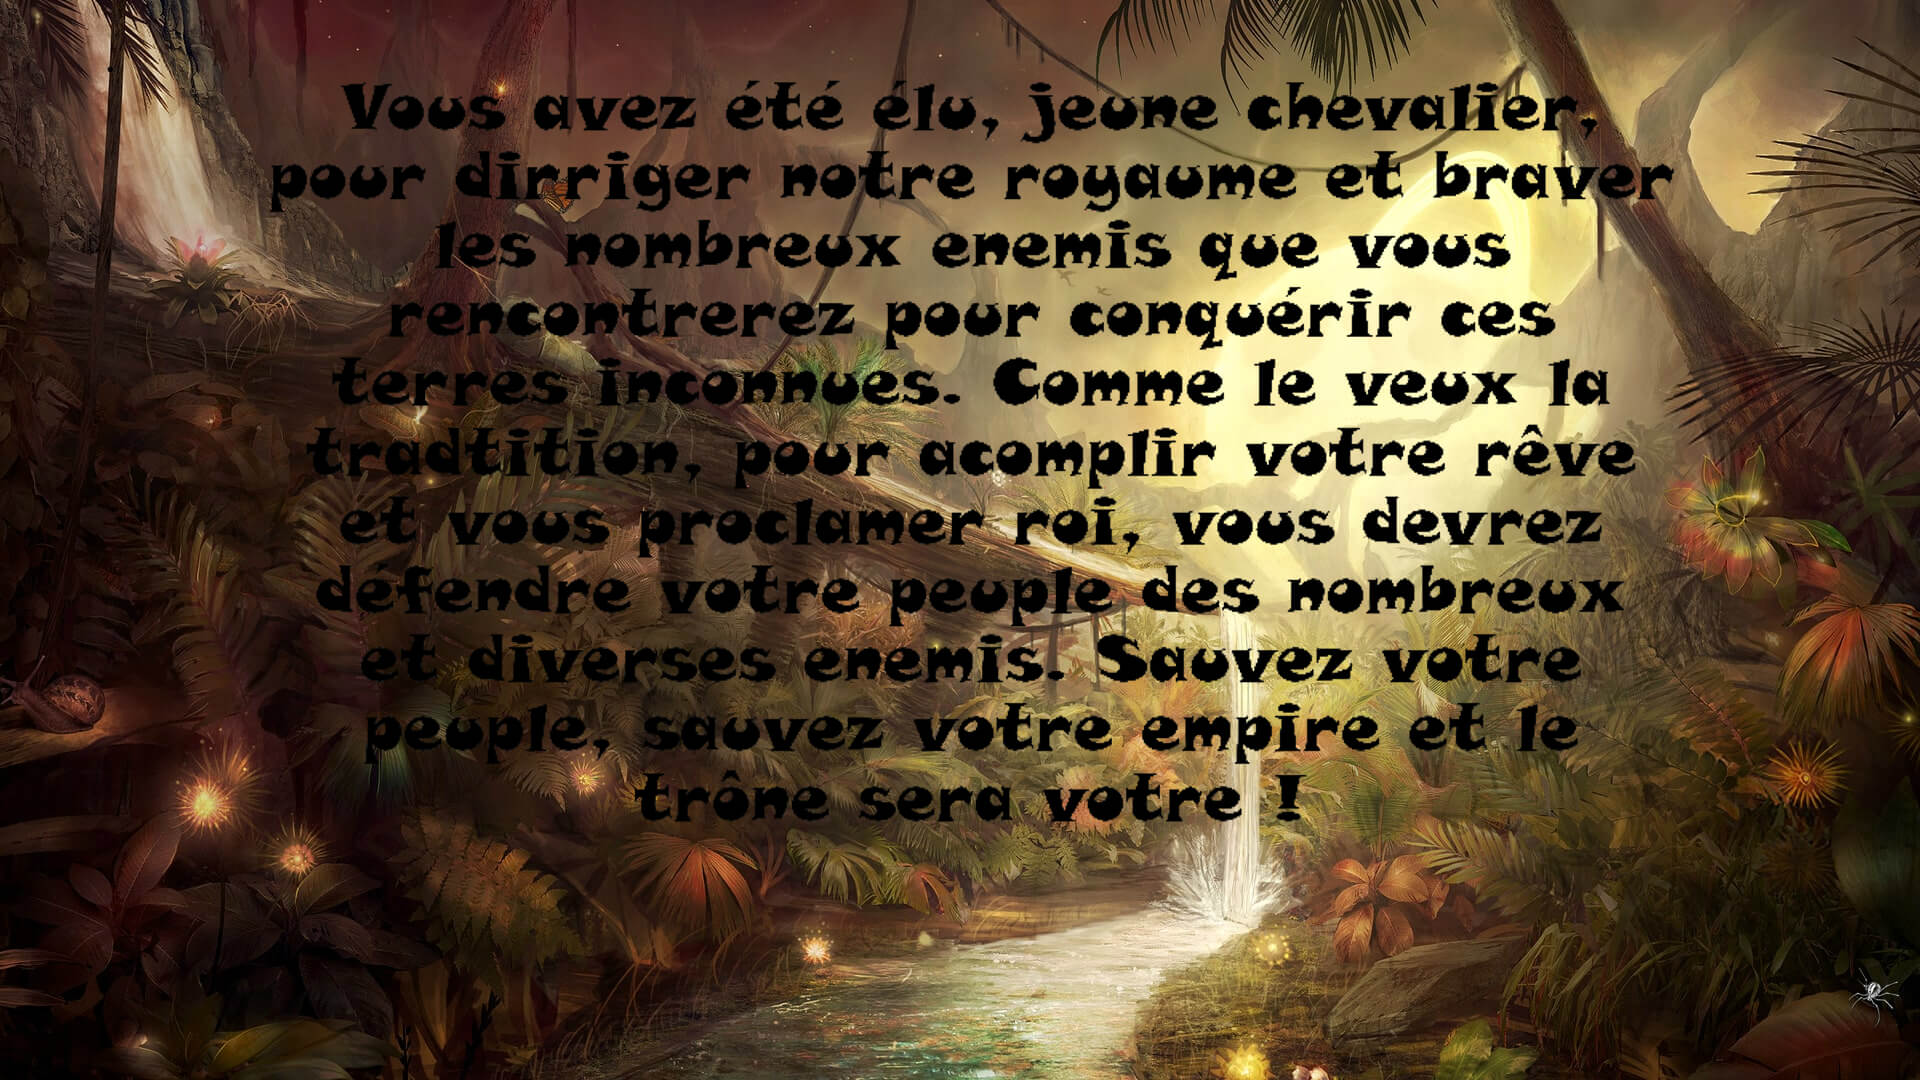 Vous avez été élu, jeune chevalier,
pour dirriger notre royaume et braver
les nombreux enemis que vous
rencontrerez pour conquérir ces
terres inconnues. Comme le veux la
tradtition, pour acomplir votre rêve
et vous proclamer roi, vous devrez
défendre votre peuple des nombreux
et diverses enemis. Sauvez votre
peuple, sauvez votre empire et le
trône sera votre !